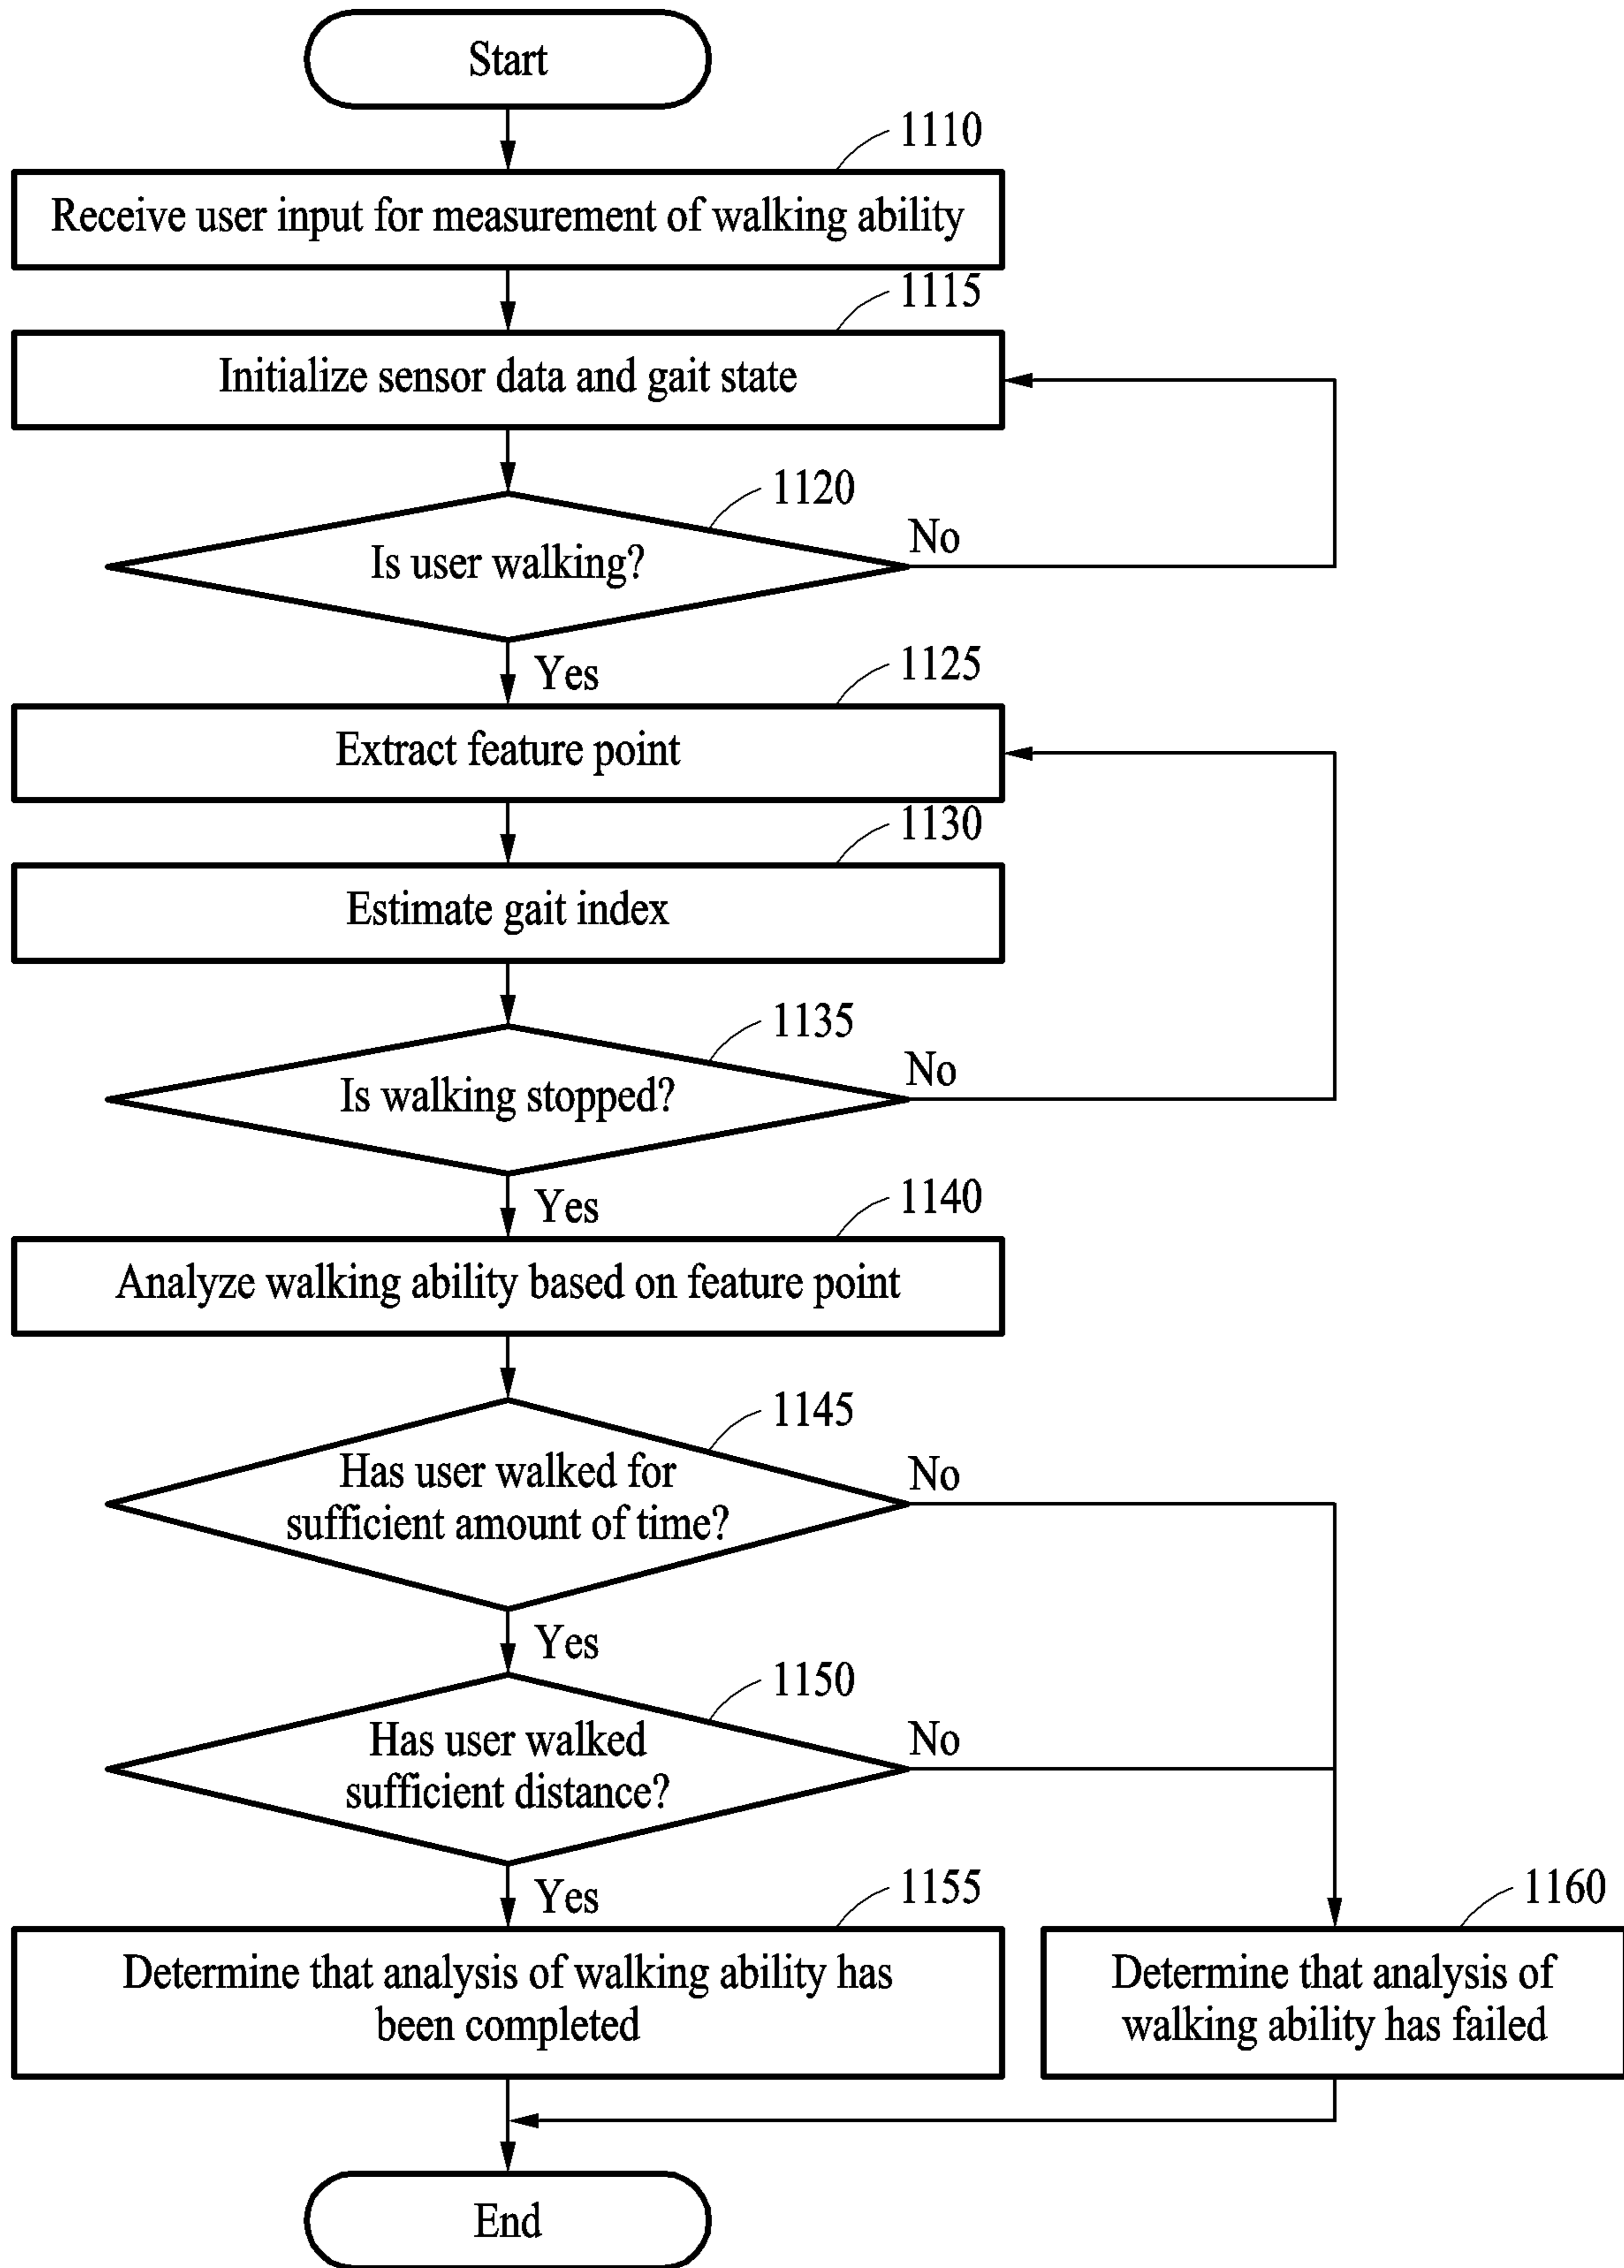 Start
1110
Receive user input for measurement of walking ability
1115
Initialize sensor data and gait state
1120
Is user walking?
No
Yes
1125
Extract feature point
1130
Estimate gait index
1135
Is walking stopped?
No
Yes
1140
Analyze walking ability based on feature point
1145
Has user walked for
sufficient amount of time?
No
Yes
1150
Has user walked
sufficient distance?
No
Yes
1155
Determine that analysis of walking ability has
been completed
1160
Determine that analysis of
walking ability has failed
End